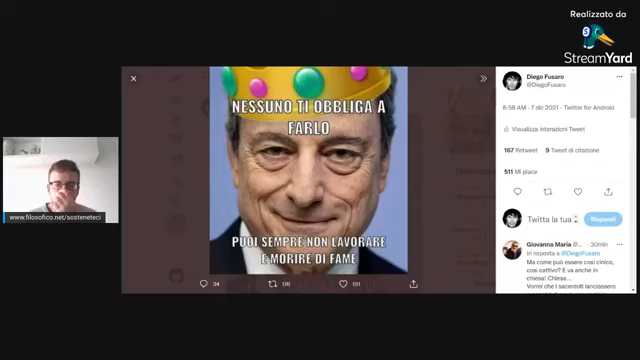 Realizzato da
StreamYard
NESSUNO TI OBBLIGA A
FARLO
PUOI SEMPRE NON LAVORARE
E MORIRE DI FAME
34
176
511
Diego Fusaro
@DiegoFusaro
8:58 AM · 7 dic 2021 · Twitter for Android
Visualizza interazioni Tweet
167 Retweet 9 Tweet di citazione
511 Mi piace
Twitta la tua
Rispondi
Giovanna Maria @... · 30min
In risposta a @DiegoFusaro
Ma come può essere così cinico,
così cattivo? E va anche in
chiesa! Chiesa...
Vorrei che i sacerdoti lanciassero
www.filosofico.net/sosteneteci